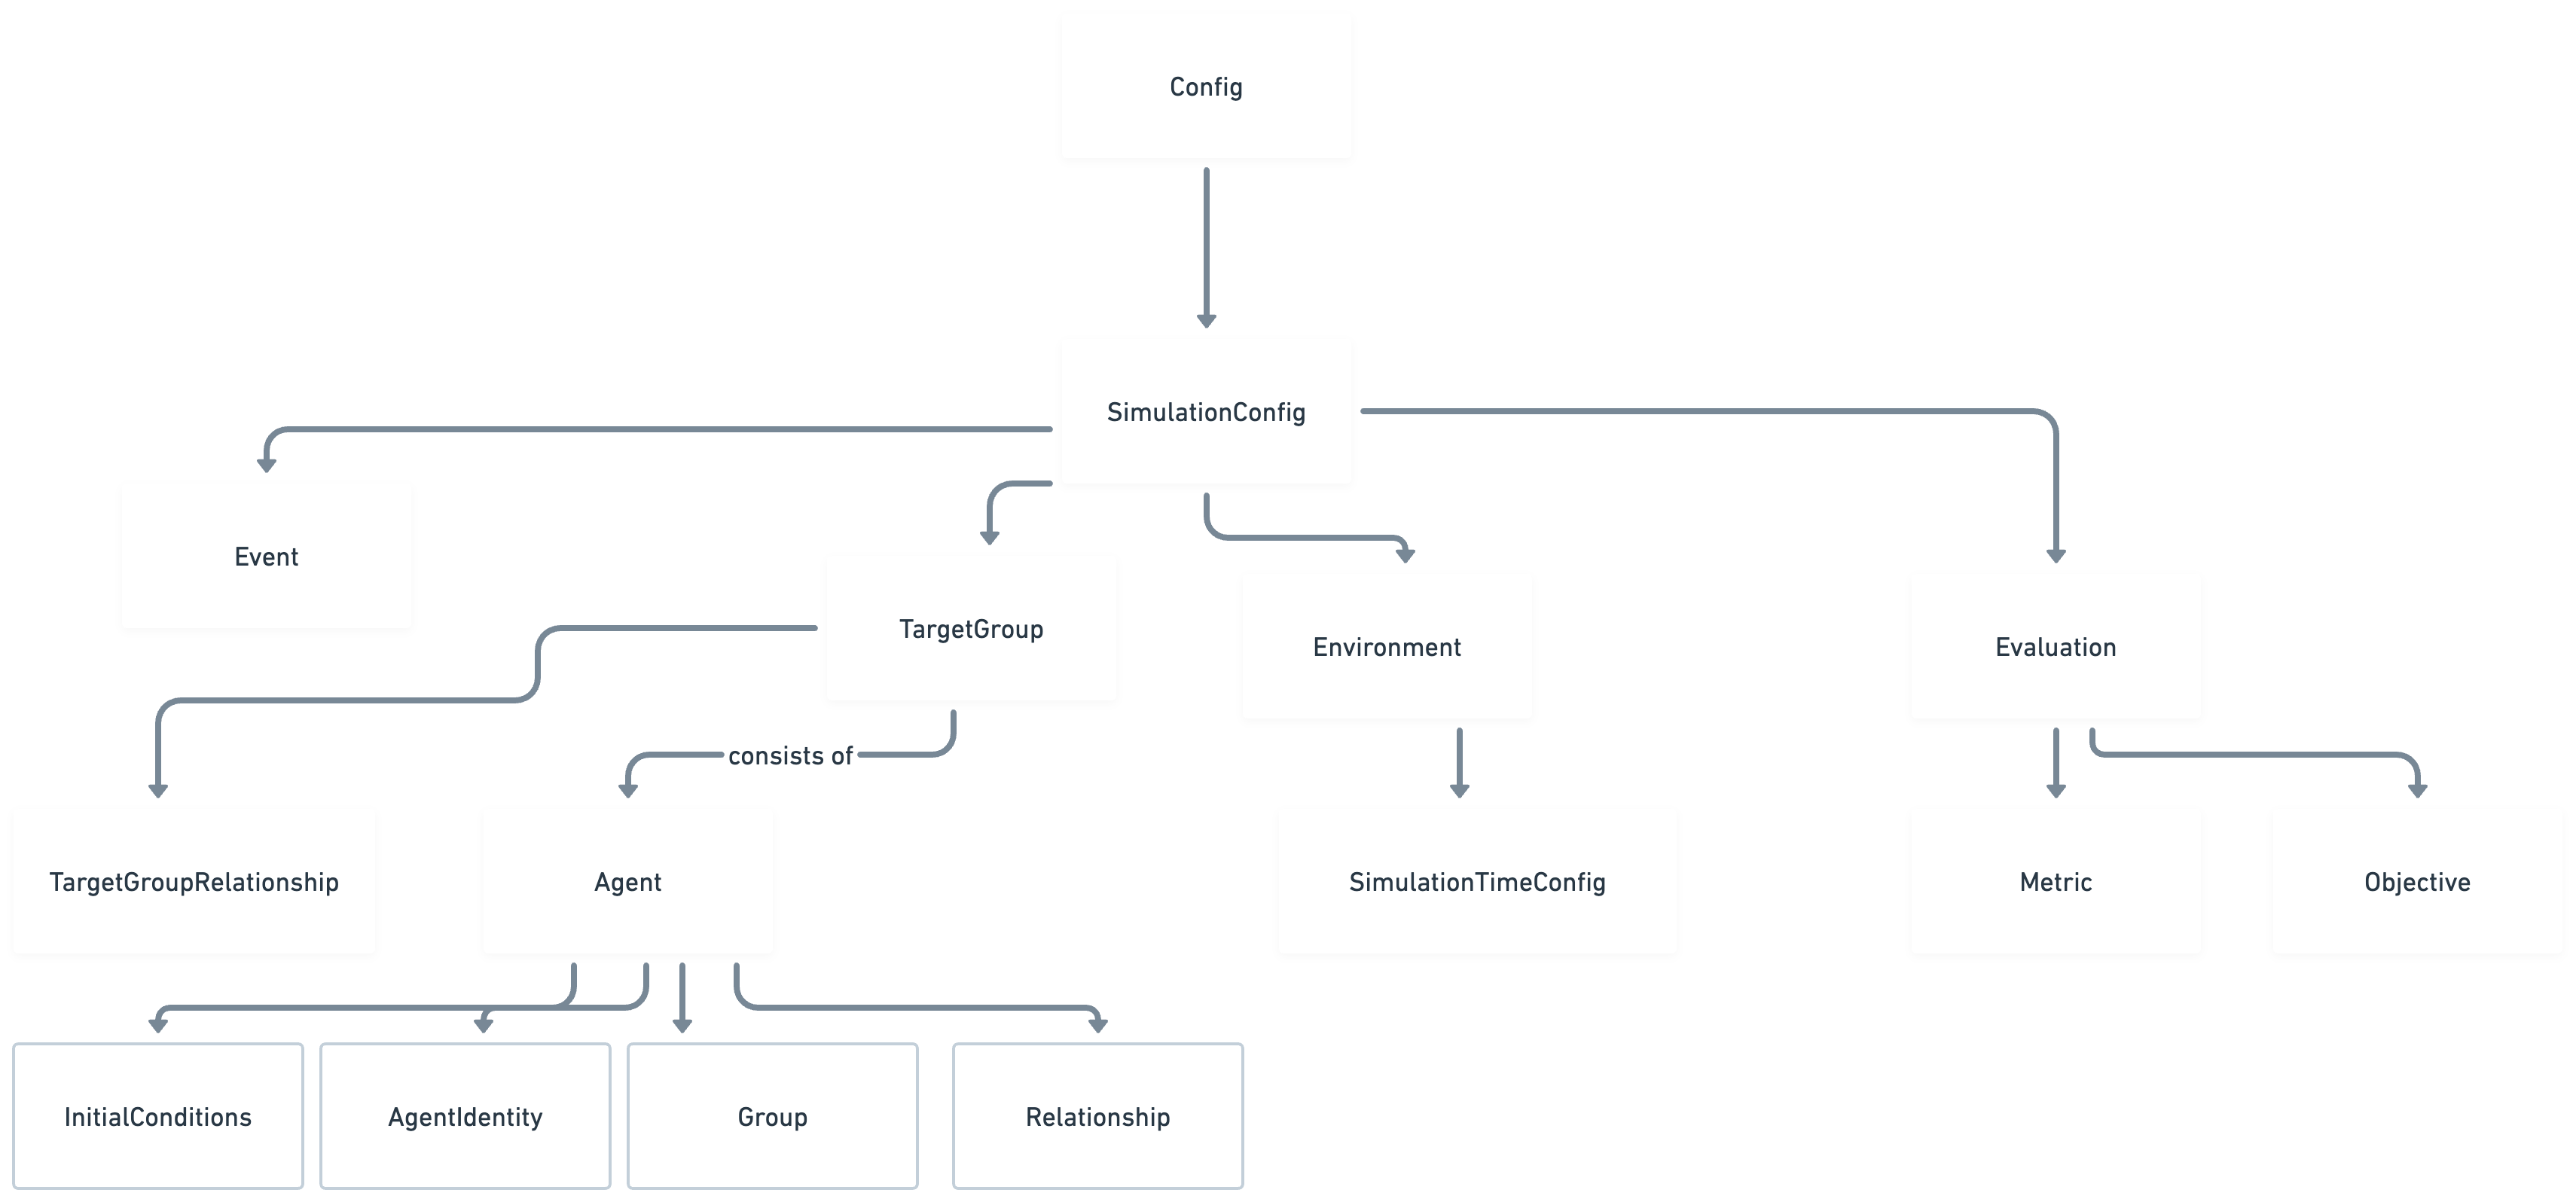 Config
SimulationConfig
Event
TargetGroup
Environment
Evaluation
consists of
TargetGroupRelationship
Agent
SimulationTimeConfig
Metric
Objective
InitialConditions
AgentIdentity
Group
Relationship